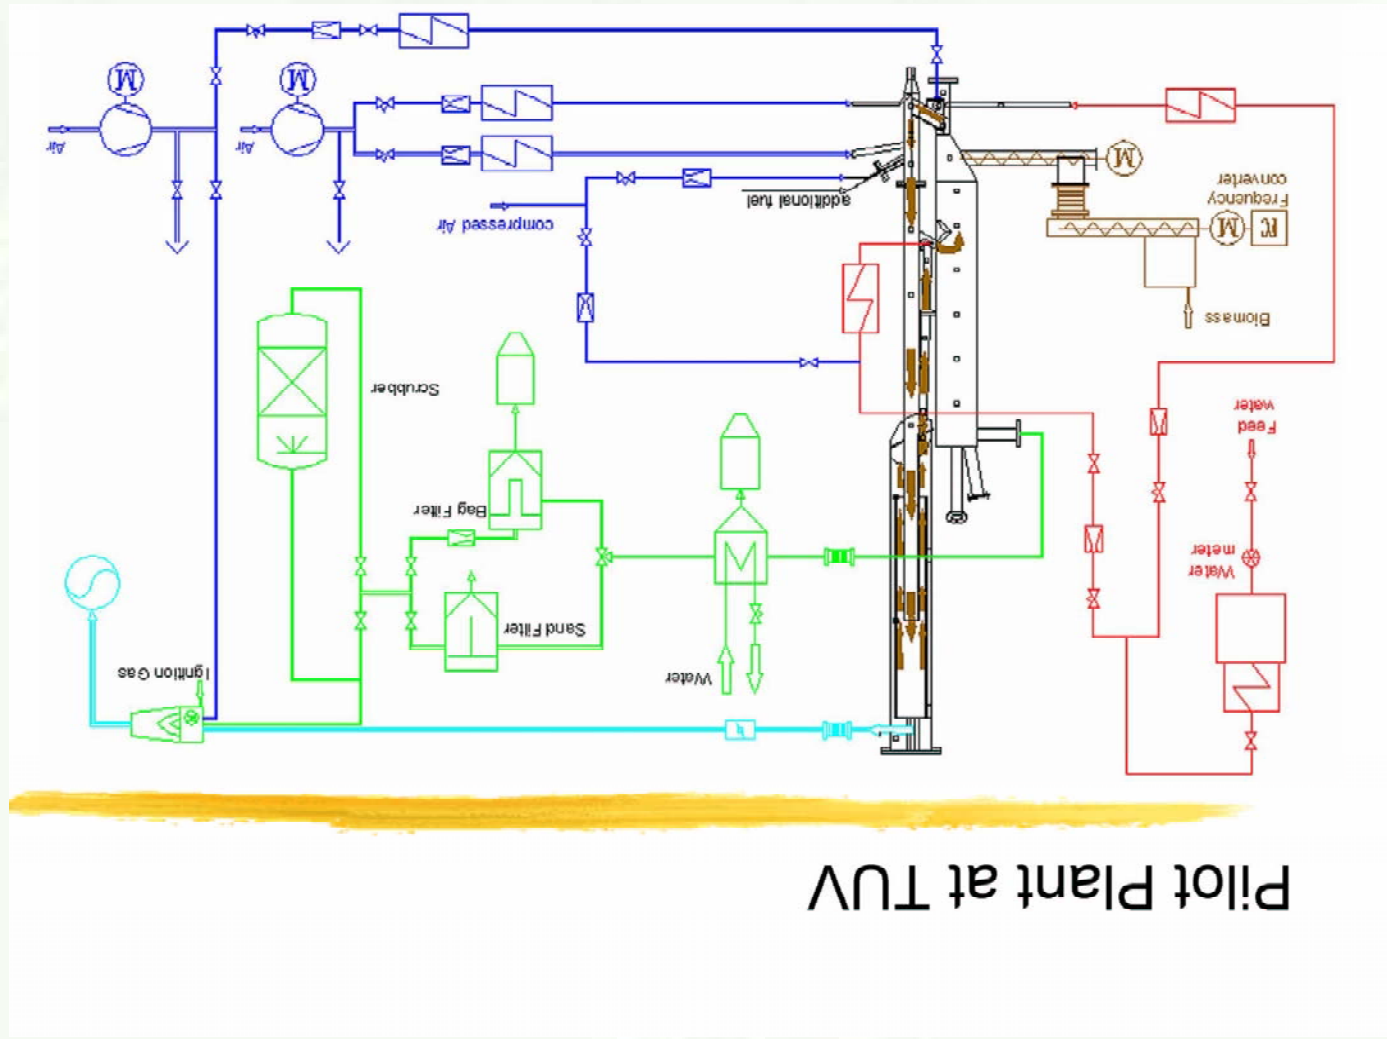 Pilot Plant at TUV
Ignition Gas
Water
Sand Filter
Water
meter
Bag Filter
Feed
water
Scrubber
Biomass
FC
M
compressed Air
additional fuel
Frequency
converter
M
Air
Air
M
M